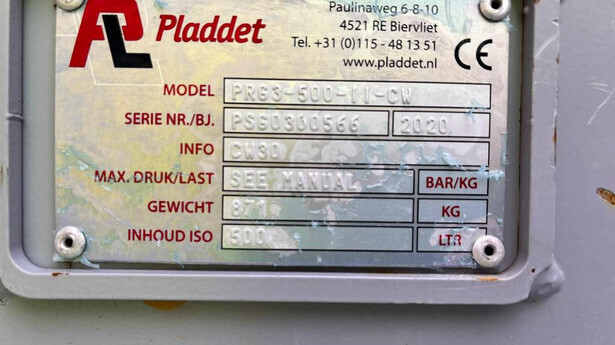 PL Pladdet
Paulinaweg 6-8-10
4521 RE Biervliet
Tel. +31 (0)115 - 48 13 51
www.pladdet.nl
CE
MODEL PRG3-500-II-CW
SERIE NR./BJ. PSG0300566 2020
INFO CW30
MAX. DRUK/LAST SEE MANUAL BAR/KG
GEWICHT 871 KG
INHOUD ISO 500 LTR